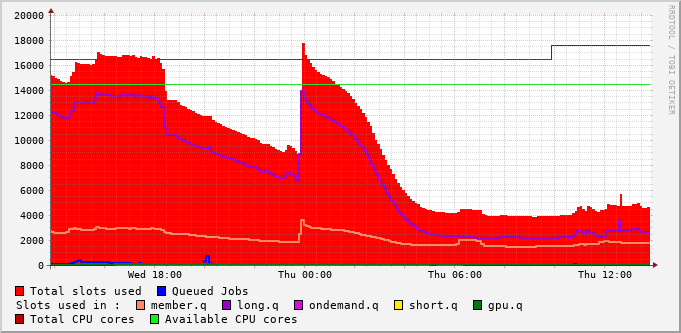 20000
18000
16000
14000
12000
10000
8000
6000
4000
2000
0
Wed 18:00 Thu 00:00 Thu 06:00 Thu 12:00
Total slots used Queued Jobs
Slots used in : member.q long.q ondemand.q short.q gpu.q
Total CPU cores Available CPU cores
RRDTOOL / TOBI OETIKER